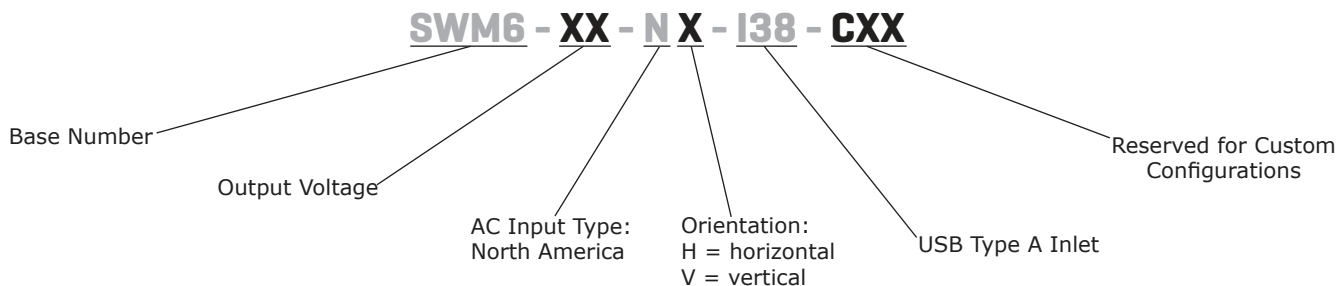 SWM6 - XX - N X - I38 - CXX
Base Number
Output Voltage
AC Input Type:
North America
Orientation:
H = horizontal
V = vertical
USB Type A Inlet
Reserved for Custom
Configurations